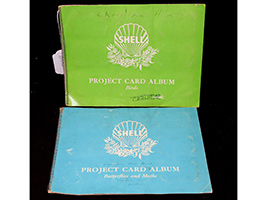 SHELL
PROJECT CARD ALBUM
Birds
SHELL
PROJECT CARD ALBUM
Butterflies and Moths